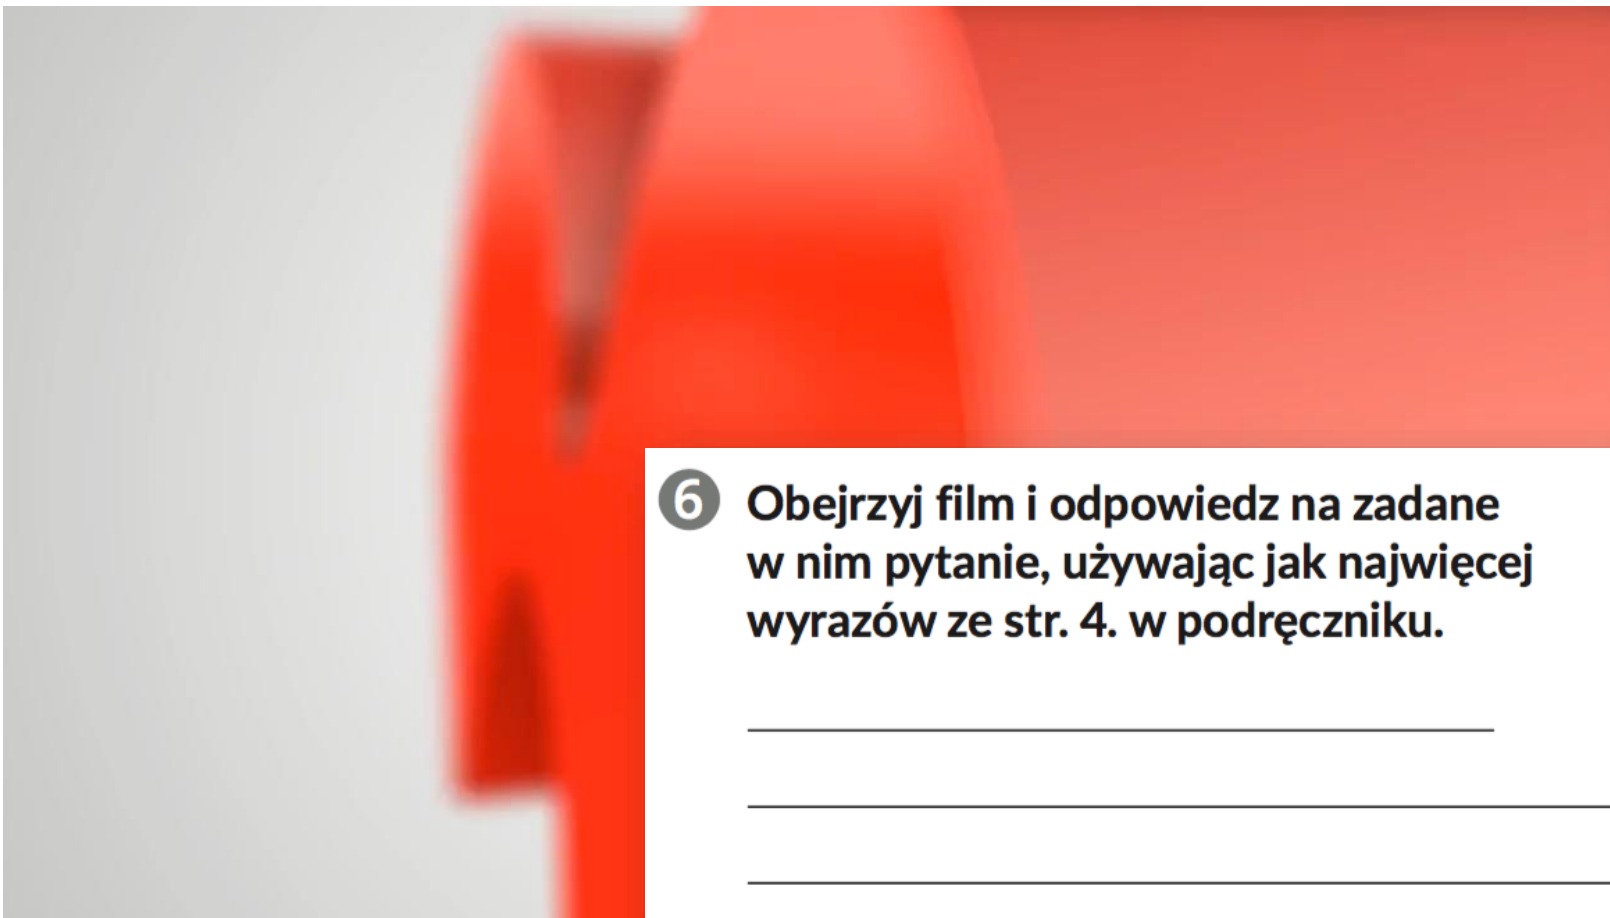 6 Obejrzyj film i odpowiedz na zadane
w nim pytanie, używając jak najwięcej
wyrazów ze str. 4. w podręczniku.